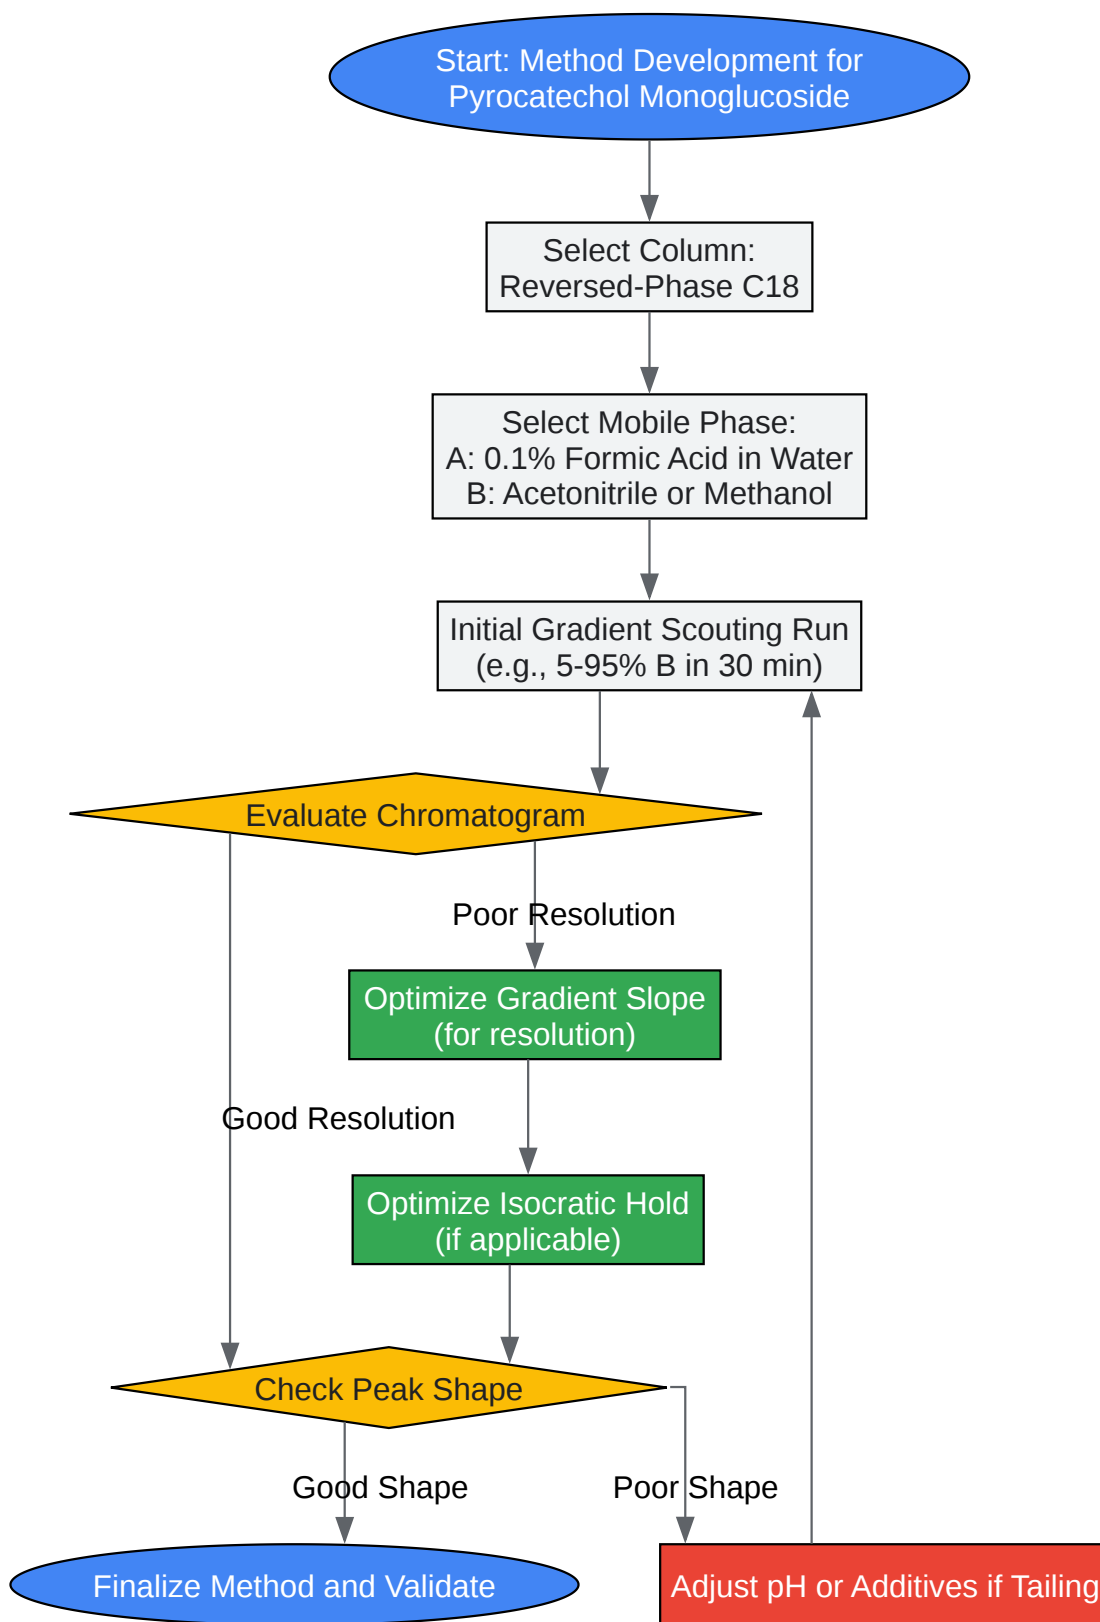 Start: Method Development for
Pyrocatechol Monoglucoside
Select Column:
Reversed-Phase C18
Select Mobile Phase:
A: 0.1% Formic Acid in Water
B: Acetonitrile or Methanol
Initial Gradient Scouting Run
(e.g., 5-95% B in 30 min)
Evaluate Chromatogram
Poor Resolution
Optimize Gradient Slope
(for resolution)
Good Resolution
Optimize Isocratic Hold
(if applicable)
Check Peak Shape
Good Shape
Poor Shape
Finalize Method and Validate
Adjust pH or Additives if Tailing